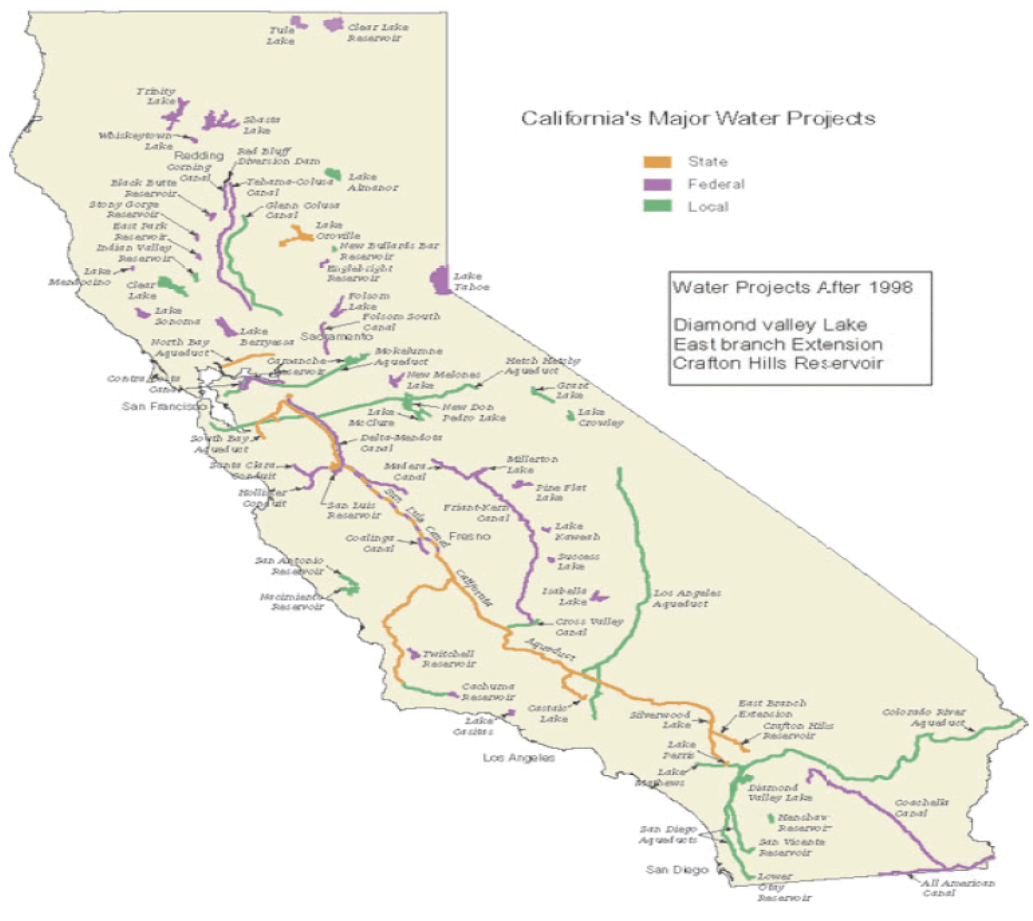 Tule
Lake
Clear Lake
Reservoir
Trinity
Lake
Shasta
Lake
Whiskeytown
Lake
California's Major Water Projects
State
Federal
Local
Redding
Corning
Canal
Red Bluff
Diversion Dam
Tehama-Colusa
Canal
Lake
Almanor
Black Butte
Reservoir
Stony Gorge
Reservoir
Glenn Colusa
Canal
East Park
Reservoir
Indian Valley
Reservoir
Lake
Oroville
New Bullards Bar
Reservoir
Englebright
Reservoir
Lake
Mendocino
Clear
Lake
Lake
Tahoe
Water Projects After 1998
Diamond valley Lake
East branch Extension
Crafton Hills Reservoir
Lake
Sonoma
Folsom
Lake
Folsom South
Canal
Lake
Berryessa
Sacramento
North Bay
Aqueduct
Camanche
Reservoir
Mokelumne
Aqueduct
Hetch Hetchy
Aqueduct
Contra Costa
Canal
New Melones
Lake
Grant
Lake
San Francisco
Lake
McClure
New Don
Pedro Lake
Lake
Crowley
South Bay
Aqueduct
Delta-Mendota
Canal
Santa Clara
Conduit
Madera
Canal
Millerton
Lake
Hollister
Conduit
San Luis
Reservoir
San Luis Canal
Pine Flat
Lake
Friant-Kern
Canal
Coalinga
Canal
Fresno
Lake
Kaweah
Success
Lake
San Antonio
Reservoir
Nacimiento
Reservoir
California
Isabella
Lake
Los Angeles
Aqueduct
Cross Valley
Canal
Aqueduct
Twitchell
Reservoir
Cachuma
Reservoir
Castaic
Lake
Lake
Casitas
Los Angeles
Silverwood
Lake
East Branch
Extension
Crafton Hills
Reservoir
Colorado River
Aqueduct
Lake
Perris
Lake
Mathews
Diamond
Valley Lake
Coachella
Canal
Henshaw
Reservoir
San Diego
Aqueducts
San Vicente
Reservoir
San Diego
Lower
Otay
Reservoir
All American
Canal